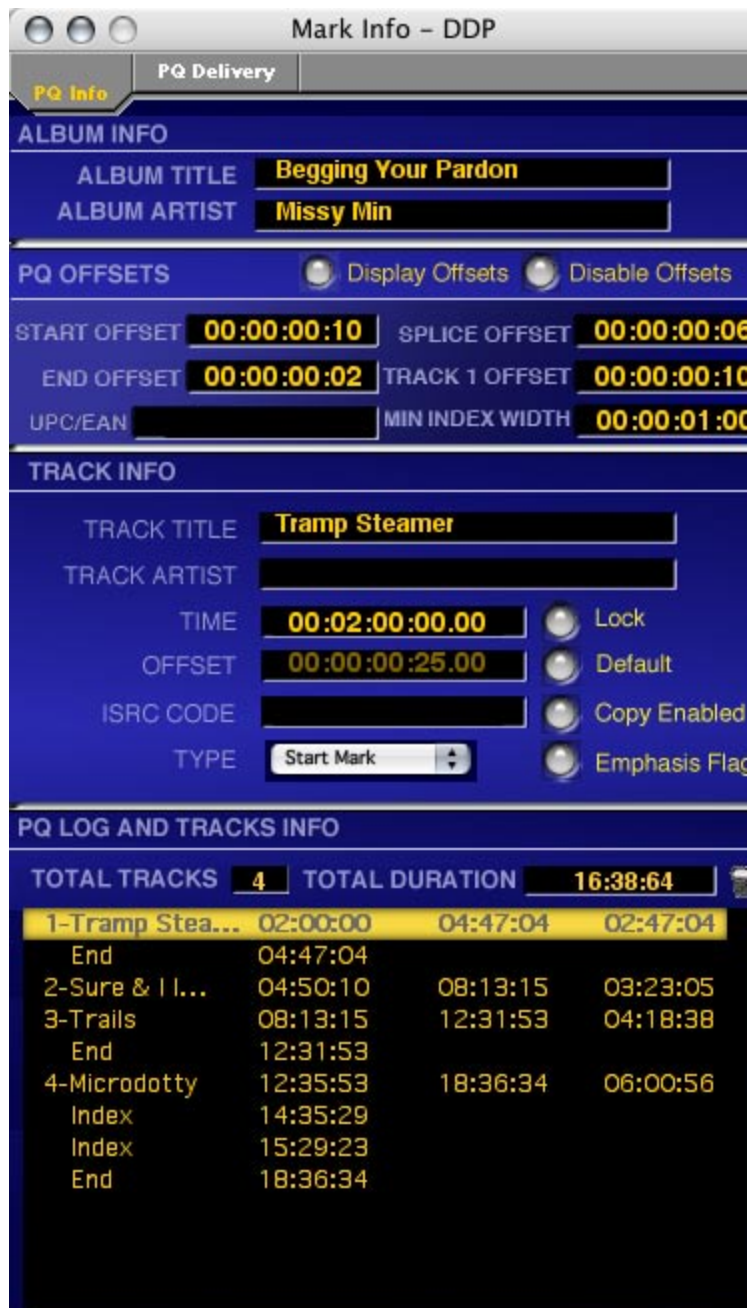 Mark Info – DDP
PQ Info PQ Delivery
ALBUM INFO
ALBUM TITLE Begging Your Pardon
ALBUM ARTIST Missy Min
PQ OFFSETS Display Offsets Disable Offsets
START OFFSET 00:00:00:10 SPLICE OFFSET 00:00:00:06
END OFFSET 00:00:00:02 TRACK 1 OFFSET 00:00:00:10
UPC/EAN MIN INDEX WIDTH 00:00:01:00
TRACK INFO
TRACK TITLE Tramp Steamer
TRACK ARTIST
TIME 00:02:00:00.00 Lock
OFFSET 00:00:00:25.00 Default
ISRC CODE Copy Enabled
TYPE Start Mark Emphasis Flag
PQ LOG AND TRACKS INFO
TOTAL TRACKS 4 TOTAL DURATION 16:38:64
1-Tramp Stea... 02:00:00 04:47:04 02:47:04
End 04:47:04
2-Sure & I l... 04:50:10 08:13:15 03:23:05
3-Trails 08:13:15 12:31:53 04:18:38
End 12:31:53
4-Microdotty 12:35:53 18:36:34 06:00:56
Index 14:35:29
Index 15:29:23
End 18:36:34